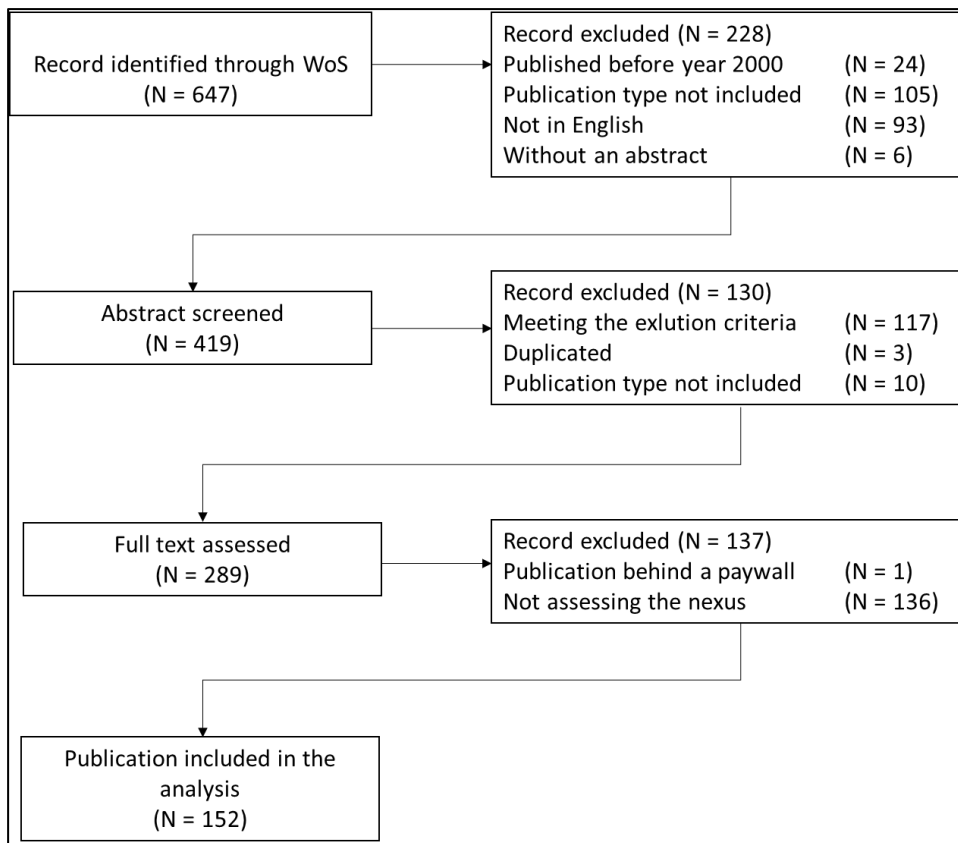 Record identified through WoS
(N = 647)
Record excluded (N = 228)
Published before year 2000 (N = 24)
Publication type not included (N = 105)
Not in English (N = 93)
Without an abstract (N = 6)
Abstract screened
(N = 419)
Record excluded (N = 130)
Meeting the exlution criteria (N = 117)
Duplicated (N = 3)
Publication type not included (N = 10)
Full text assessed
(N = 289)
Record excluded (N = 137)
Publication behind a paywall (N = 1)
Not assessing the nexus (N = 136)
Publication included in the
analysis
(N = 152)